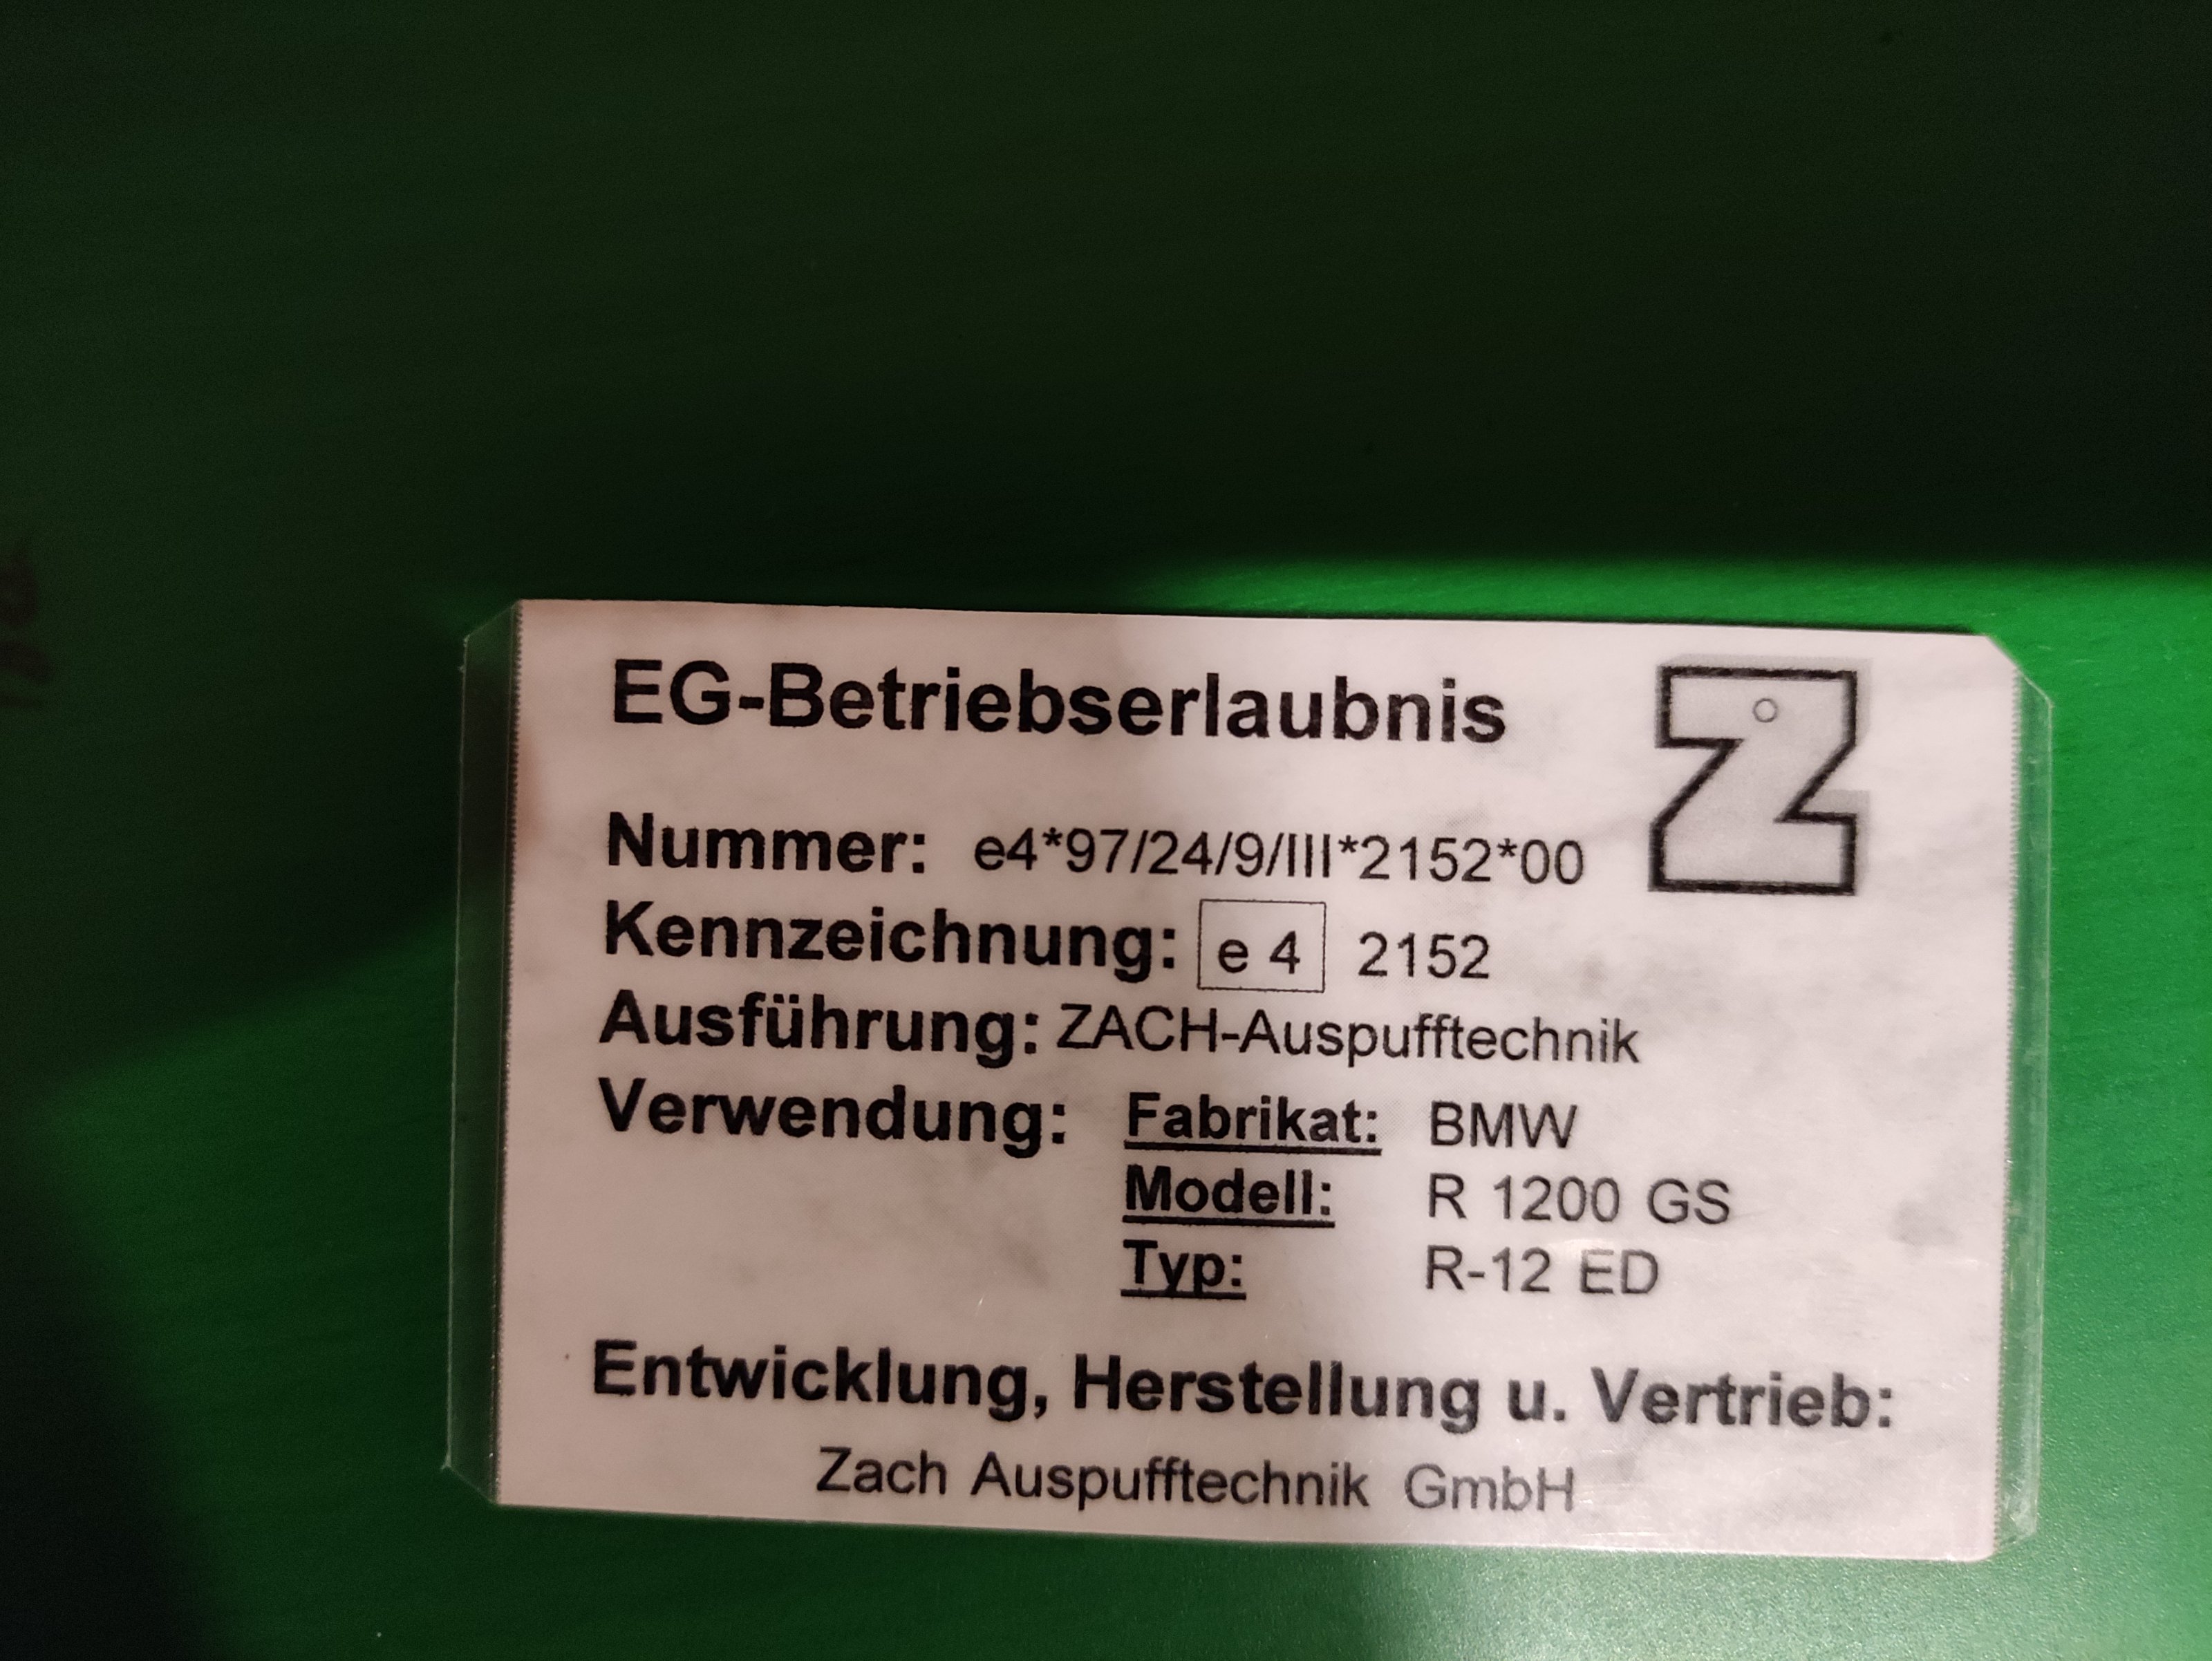 EG-Betriebserlaubnis
Z
Nummer: e4*97/24/9/III*2152*00
Kennzeichnung: e 4 2152
Ausführung: ZACH-Auspufftechnik
Verwendung: Fabrikat: BMW
Modell: R 1200 GS
Typ: R-12 ED
Entwicklung, Herstellung u. Vertrieb:
Zach Auspufftechnik GmbH